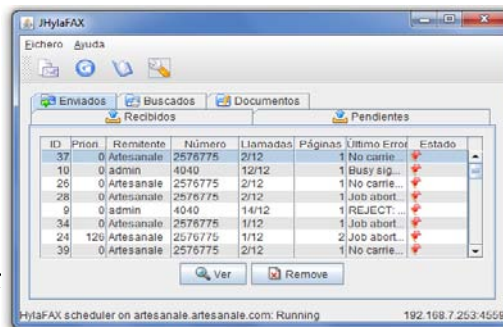 JHylaFAX
Fichero Ayuda
Enviados Buscados Documentos
Recibidos Pendientes
ID Priori... Remitente Número Llamadas Páginas Último Error Estado
37 0 Artesanale 2576775 2/12 1 No carrie...
10 0 admin 4040 12/12 1 Busy sig...
26 0 Artesanale 2576775 2/12 1 No carrie...
28 0 Artesanale 2576775 2/12 1 Job abort...
9 0 admin 4040 14/12 1 REJECT: ...
34 0 Artesanale 2576775 1/12 1 Job abort...
24 126 Artesanale 2576775 1/12 2 Job abort...
39 0 Artesanale 2576775 2/12 1 No carrie...
Ver Remove
HylaFAX scheduler on artesanale.artesanale.com: Running 192.168.7.253:4559